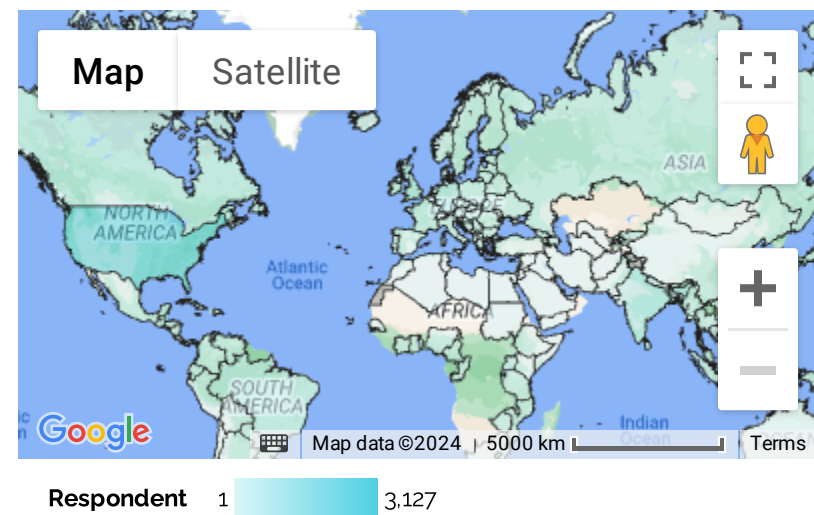 Map
Satellite
ASIA
NORTH
AMERICA
EUROPE
Atlantic
Ocean
AFRICA
SOUTH
AMERICA
Indian
Ocean
Google
Map data ©2024
5000 km
Terms
Respondent
1
3,127